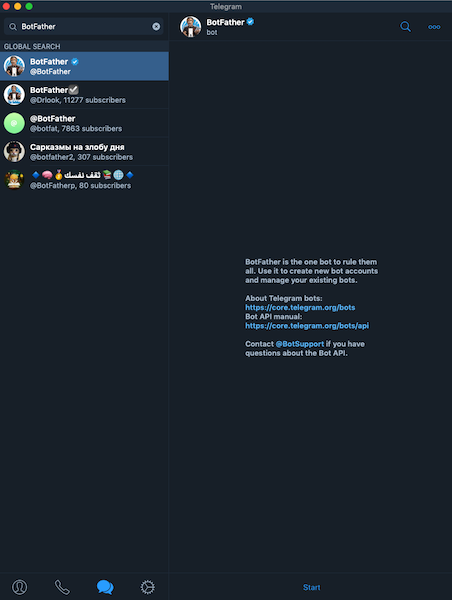 Telegram
BotFather
GLOBAL SEARCH
BotFather
@BotFather
BotFather
@Drlook, 11277 subscribers
@BotFather
@botfat, 7863 subscribers
Сарказмы на злобу дня
@botfather2, 307 subscribers
ثقف نفسك
@BotFatherp, 80 subscribers
BotFather
bot
BotFather is the one bot to rule them
all. Use it to create new bot accounts
and manage your existing bots.
About Telegram bots:
https://core.telegram.org/bots
Bot API manual:
https://core.telegram.org/bots/api
Contact @BotSupport if you have
questions about the Bot API.
Start